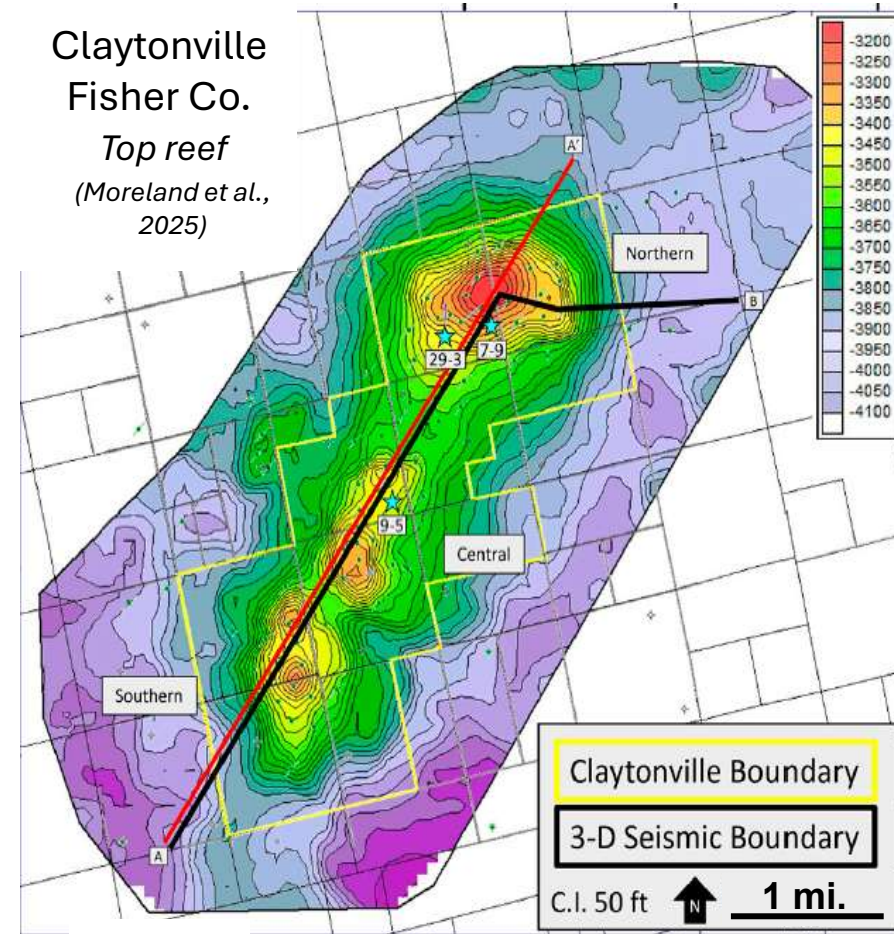 Claytonville
Fisher Co.
Top reef
(Moreland et al.,
2025)
-3200
-3250
-3300
-3350
-3400
-3450
-3500
-3550
-3600
-3650
-3700
-3750
-3800
-3850
-3900
-3950
-4000
-4050
-4100
A'
Northern
B
29-3
7-9
9-5
Central
Southern
A
Claytonville Boundary
3-D Seismic Boundary
C.I. 50 ft
N
1 mi.